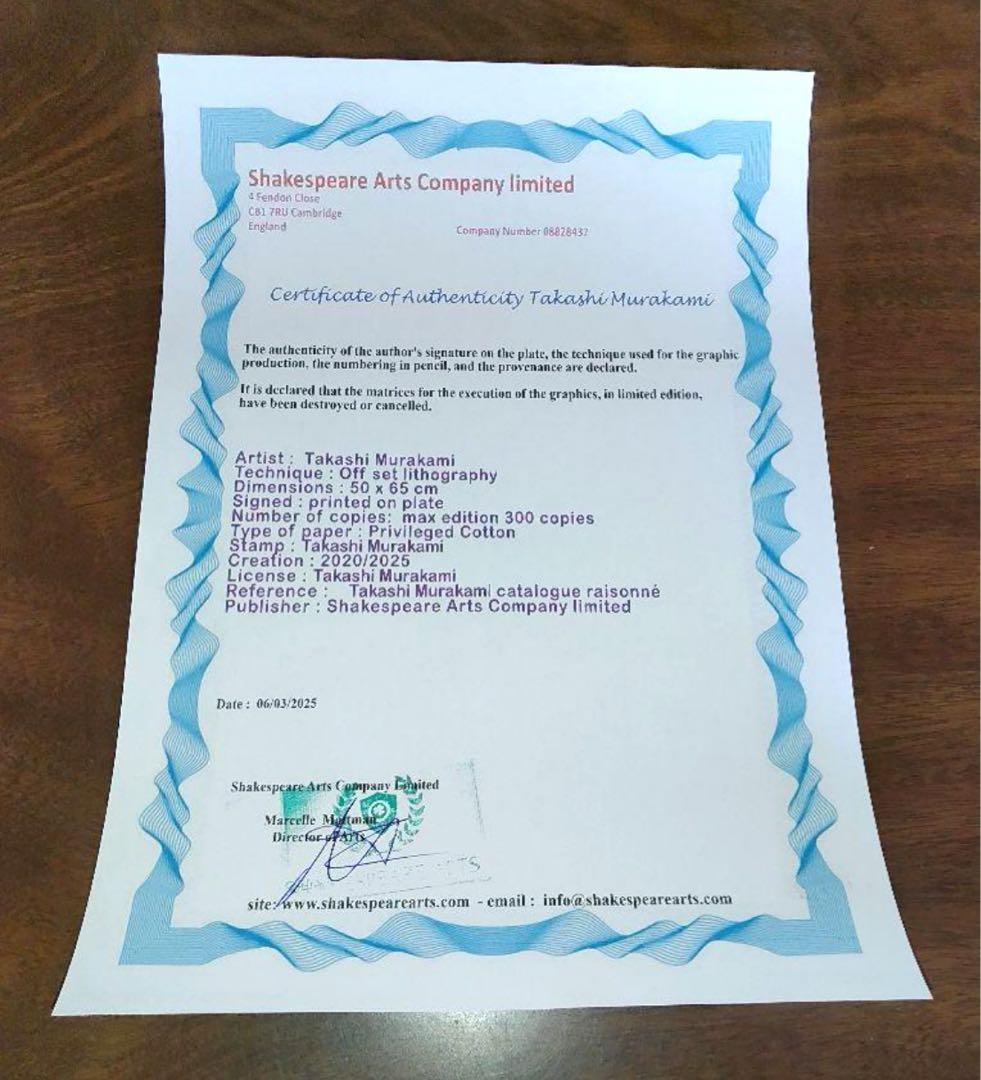 Shakespeare Arts Company limited
4 Fendon Close
CB1 7RU Cambridge
England
Company Number 08828437
Certificate of Authenticity Takashi Murakami
The authenticity of the author's signature on the plate, the technique used for the graphic
production, the numbering in pencil, and the provenance are declared.
It is declared that the matrices for the execution of the graphics, in limited edition,
have been destroyed or cancelled.
Artist : Takashi Murakami
Technique : Off set lithography
Dimensions : 50 x 65 cm
Signed : printed on plate
Number of copies: max edition 300 copies
Type of paper : Privileged Cotton
Stamp : Takashi Murakami
Creation : 2020/2025
License : Takashi Murakami
Reference : Takashi Murakami catalogue raisonné
Publisher : Shakespeare Arts Company limited
Date : 06/03/2025
Shakespeare Arts Company Limited
Marcelle
Director of Arts
site: www.shakespearearts.com - email : info@shakespearearts.com